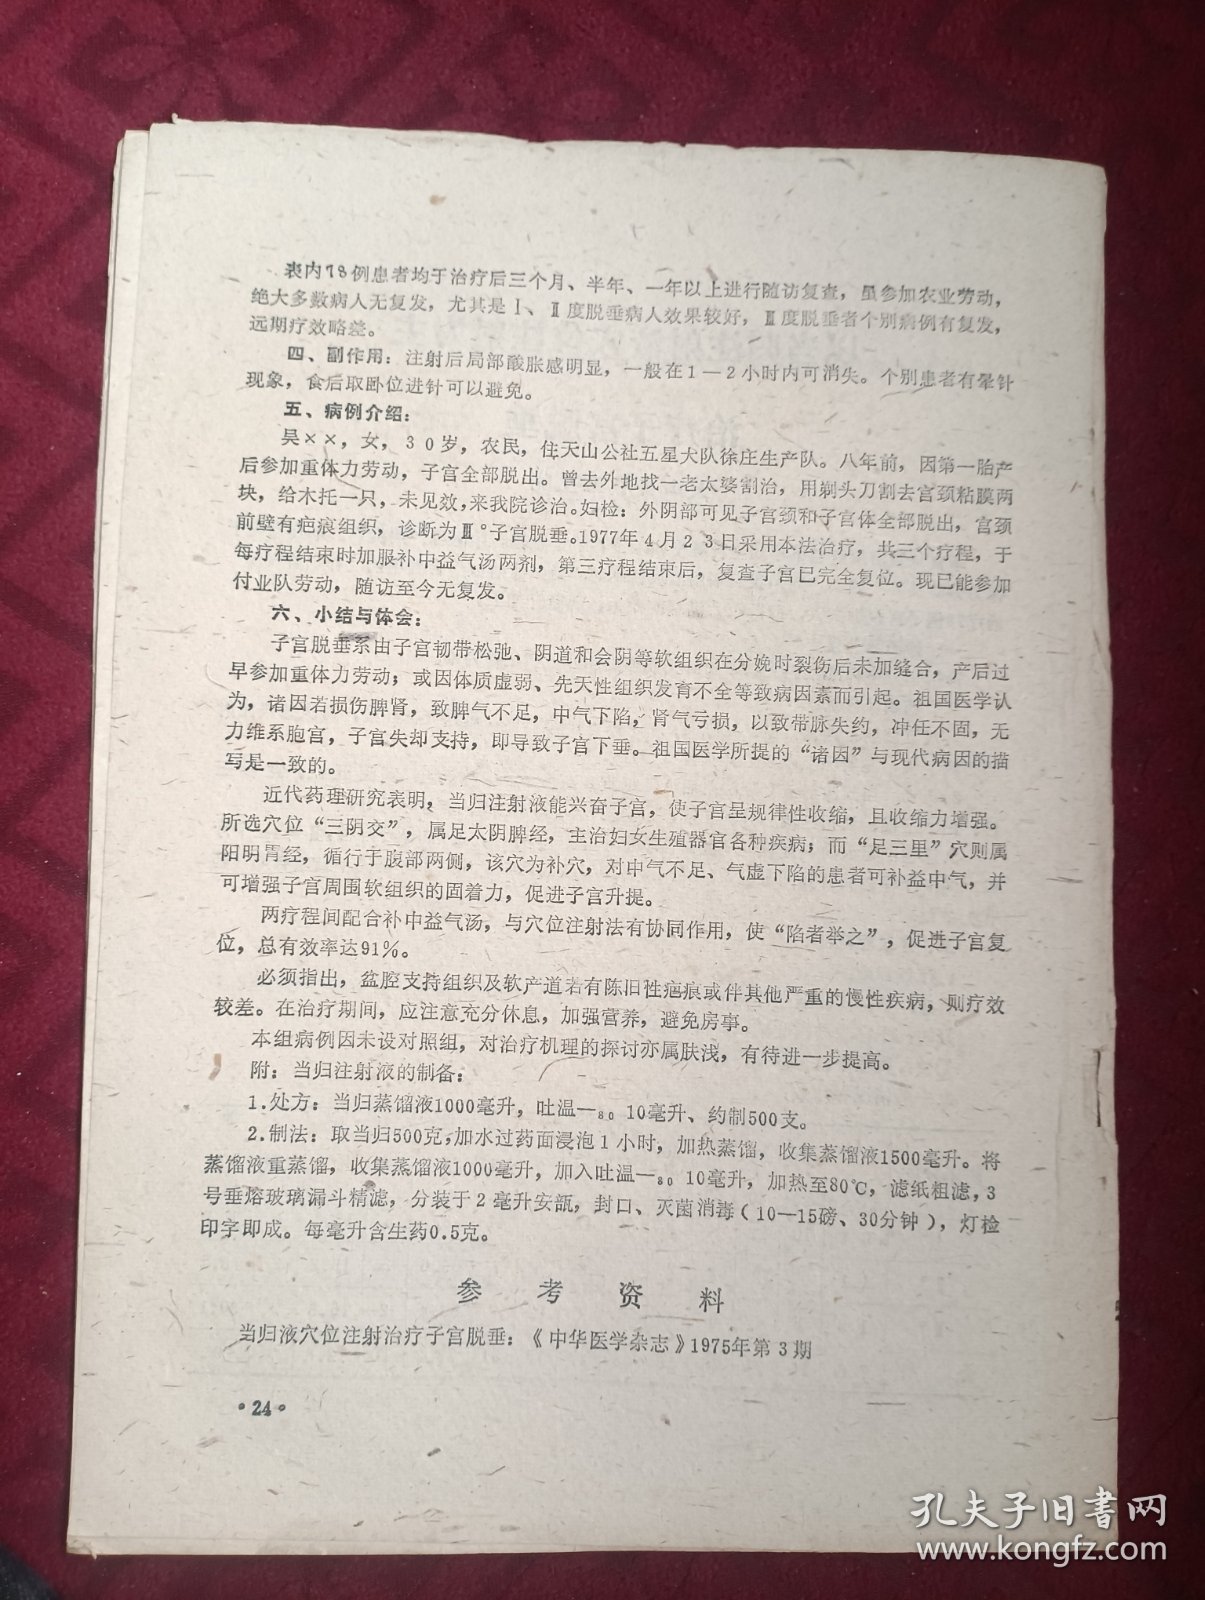 表内78例患者均于治疗后三个月、半年、一年以上进行随访复查，虽参加农业劳动，
绝大多数病人无复发，尤其是Ⅰ、Ⅱ度脱垂病人效果较好，Ⅲ度脱垂者个别病例有复发，
远期疗效略差。
四、副作用：注射后局部酸胀感明显，一般在1—2小时内可消失。个别患者有晕针
现象，食后取卧位进针可以避免。
五、病例介绍：
吴××，女，30岁，农民，住天山公社五星大队徐庄生产队。八年前，因第一胎产
后参加重体力劳动，子宫全部脱出。曾去外地找一老太婆割治，用剃头刀割去宫颈粘膜两
块，给木托一只，未见效，来我院诊治。妇检：外阴部可见子宫颈和子宫体全部脱出，宫颈
前壁有疤痕组织，诊断为Ⅲ°子宫脱垂。1977年4月23日采用本法治疗，共三个疗程，于
每疗程结束时加服补中益气汤两剂，第三疗程结束后，复查子宫已完全复位。现已能参加
付业队劳动，随访至今无复发。
六、小结与体会：
子宫脱垂系由子宫韧带松弛、阴道和会阴等软组织在分娩时裂伤后未加缝合，产后过
早参加重体力劳动；或因体质虚弱、先天性组织发育不全等致病因素而引起。祖国医学认
为，诸因若损伤脾肾，致脾气不足，中气下陷，肾气亏损，以致带脉失约，冲任不固，无
力维系胞宫，子宫失却支持，即导致子宫下垂。祖国医学所提的“诸因”与现代病因的描
写是一致的。
近代药理研究表明，当归注射液能兴奋子宫，使子宫呈规律性收缩，且收缩力增强。
所选穴位“三阴交”，属足太阴脾经，主治妇女生殖器官各种疾病；而“足三里”穴则属
阳明胃经，循行于腹部两侧，该穴为补穴，对中气不足、气虚下陷的患者可补益中气，并
可增强子宫周围软组织的固着力，促进子宫升提。
两疗程间配合补中益气汤，与穴位注射法有协同作用，使“陷者举之”，促进子宫复
位，总有效率达91%。
必须指出，盆腔支持组织及软产道若有陈旧性疤痕或伴其他严重的慢性疾病，则疗效
较差。在治疗期间，应注意充分休息，加强营养，避免房事。
本组病例因未设对照组，对治疗机理的探讨亦属肤浅，有待进一步提高。
附：当归注射液的制备：
1.处方：当归蒸馏液1000毫升，吐温—₈₀10毫升、约制500支。
2.制法：取当归500克，加水过药面浸泡1小时，加热蒸馏，收集蒸馏液1500毫升。将
蒸馏液重蒸馏，收集蒸馏液1000毫升，加入吐温—₈₀10毫升，加热至80℃，滤纸粗滤，3
号垂熔玻璃漏斗精滤，分装于2毫升安瓿，封口、灭菌消毒（10—15磅、30分钟），灯检
印字即成。每毫升含生药0.5克。
参考资料
当归液穴位注射治疗子宫脱垂：《中华医学杂志》1975年第3期
•24•
孔夫子旧书网
www.kongfz.com